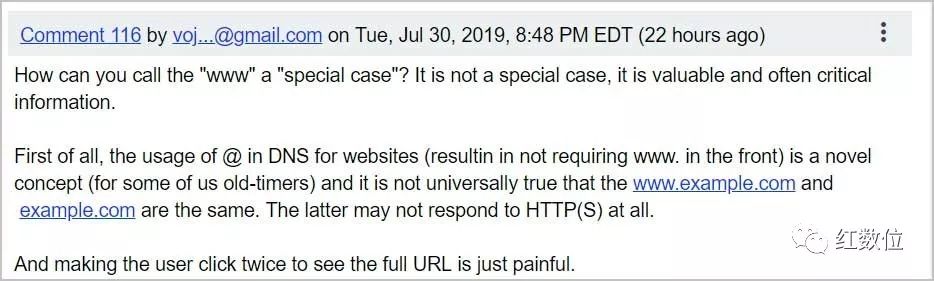 Comment 116 by voj...@gmail.com on Tue, Jul 30, 2019, 8:48 PM EDT (22 hours ago)
How can you call the "www" a "special case"? It is not a special case, it is valuable and often critical
information.
First of all, the usage of @ in DNS for websites (resultin in not requiring www. in the front) is a novel
concept (for some of us old-timers) and it is not universally true that the www.example.com and
example.com are the same. The latter may not respond to HTTP(S) at all.
红数位
And making the user click twice to see the full URL is just painful.